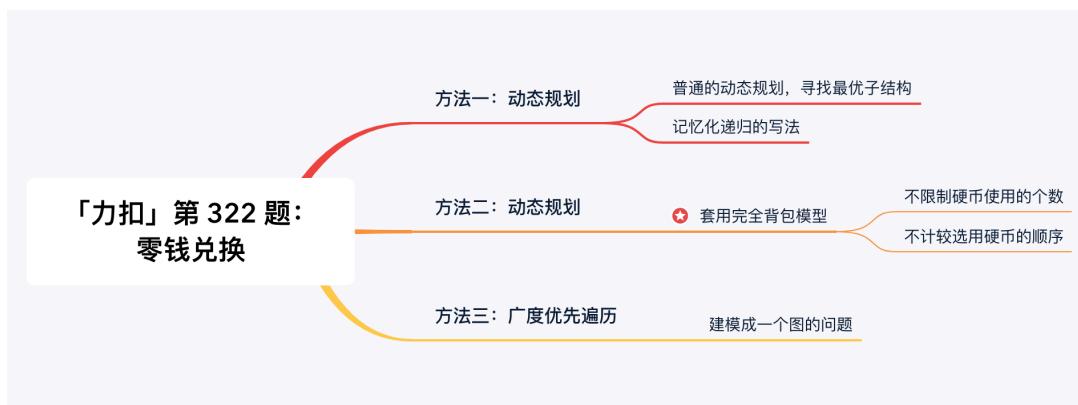 「力扣」第 322 题：
零钱兑换
方法一：动态规划
普通的动态规划，寻找最优子结构
记忆化递归的写法
方法二：动态规划
套用完全背包模型
不限制硬币使用的个数
不计较选用硬币的顺序
方法三：广度优先遍历
建模成一个图的问题